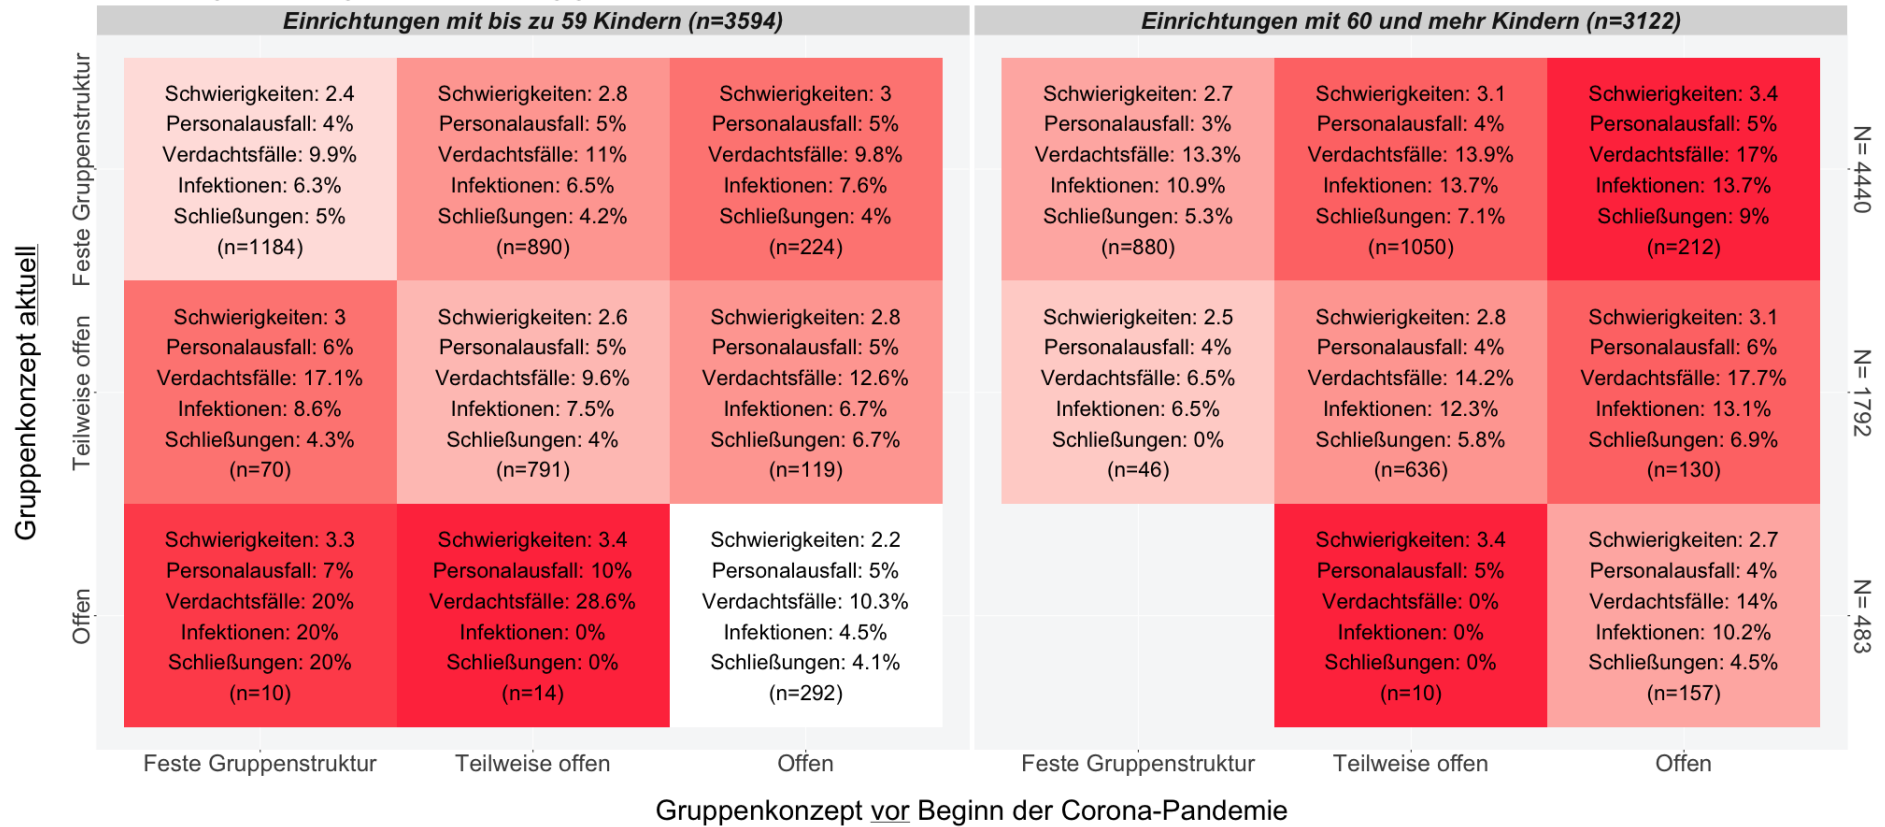 Einrichtungen mit bis zu 59 Kindern (n=3594)
Einrichtungen mit 60 und mehr Kindern (n=3122)
Gruppenkonzept aktuell
Feste Gruppenstruktur
Schwierigkeiten: 2.4
Personalausfall: 4%
Verdachtsfälle: 9.9%
Infektionen: 6.3%
Schließungen: 5%
(n=1184)
Schwierigkeiten: 2.8
Personalausfall: 5%
Verdachtsfälle: 11%
Infektionen: 6.5%
Schließungen: 4.2%
(n=890)
Schwierigkeiten: 3
Personalausfall: 5%
Verdachtsfälle: 9.8%
Infektionen: 7.6%
Schließungen: 4%
(n=224)
Schwierigkeiten: 2.7
Personalausfall: 3%
Verdachtsfälle: 13.3%
Infektionen: 10.9%
Schließungen: 5.3%
(n=880)
Schwierigkeiten: 3.1
Personalausfall: 4%
Verdachtsfälle: 13.9%
Infektionen: 13.7%
Schließungen: 7.1%
(n=1050)
Schwierigkeiten: 3.4
Personalausfall: 5%
Verdachtsfälle: 17%
Infektionen: 13.7%
Schließungen: 9%
(n=212)
N= 4440
Teilweise offen
Schwierigkeiten: 3
Personalausfall: 6%
Verdachtsfälle: 17.1%
Infektionen: 8.6%
Schließungen: 4.3%
(n=70)
Schwierigkeiten: 2.6
Personalausfall: 5%
Verdachtsfälle: 9.6%
Infektionen: 7.5%
Schließungen: 4%
(n=791)
Schwierigkeiten: 2.8
Personalausfall: 5%
Verdachtsfälle: 12.6%
Infektionen: 6.7%
Schließungen: 6.7%
(n=119)
Schwierigkeiten: 2.5
Personalausfall: 4%
Verdachtsfälle: 6.5%
Infektionen: 6.5%
Schließungen: 0%
(n=46)
Schwierigkeiten: 2.8
Personalausfall: 4%
Verdachtsfälle: 14.2%
Infektionen: 12.3%
Schließungen: 5.8%
(n=636)
Schwierigkeiten: 3.1
Personalausfall: 6%
Verdachtsfälle: 17.7%
Infektionen: 13.1%
Schließungen: 6.9%
(n=130)
N= 1792
Offen
Schwierigkeiten: 3.3
Personalausfall: 7%
Verdachtsfälle: 20%
Infektionen: 20%
Schließungen: 20%
(n=10)
Schwierigkeiten: 3.4
Personalausfall: 10%
Verdachtsfälle: 28.6%
Infektionen: 0%
Schließungen: 0%
(n=14)
Schwierigkeiten: 2.2
Personalausfall: 5%
Verdachtsfälle: 10.3%
Infektionen: 4.5%
Schließungen: 4.1%
(n=292)
Schwierigkeiten: 3.4
Personalausfall: 5%
Verdachtsfälle: 0%
Infektionen: 0%
Schließungen: 0%
(n=10)
Schwierigkeiten: 2.7
Personalausfall: 4%
Verdachtsfälle: 14%
Infektionen: 10.2%
Schließungen: 4.5%
(n=157)
N= 483
Feste Gruppenstruktur
Teilweise offen
Offen
Feste Gruppenstruktur
Teilweise offen
Offen
Gruppenkonzept vor Beginn der Corona-Pandemie